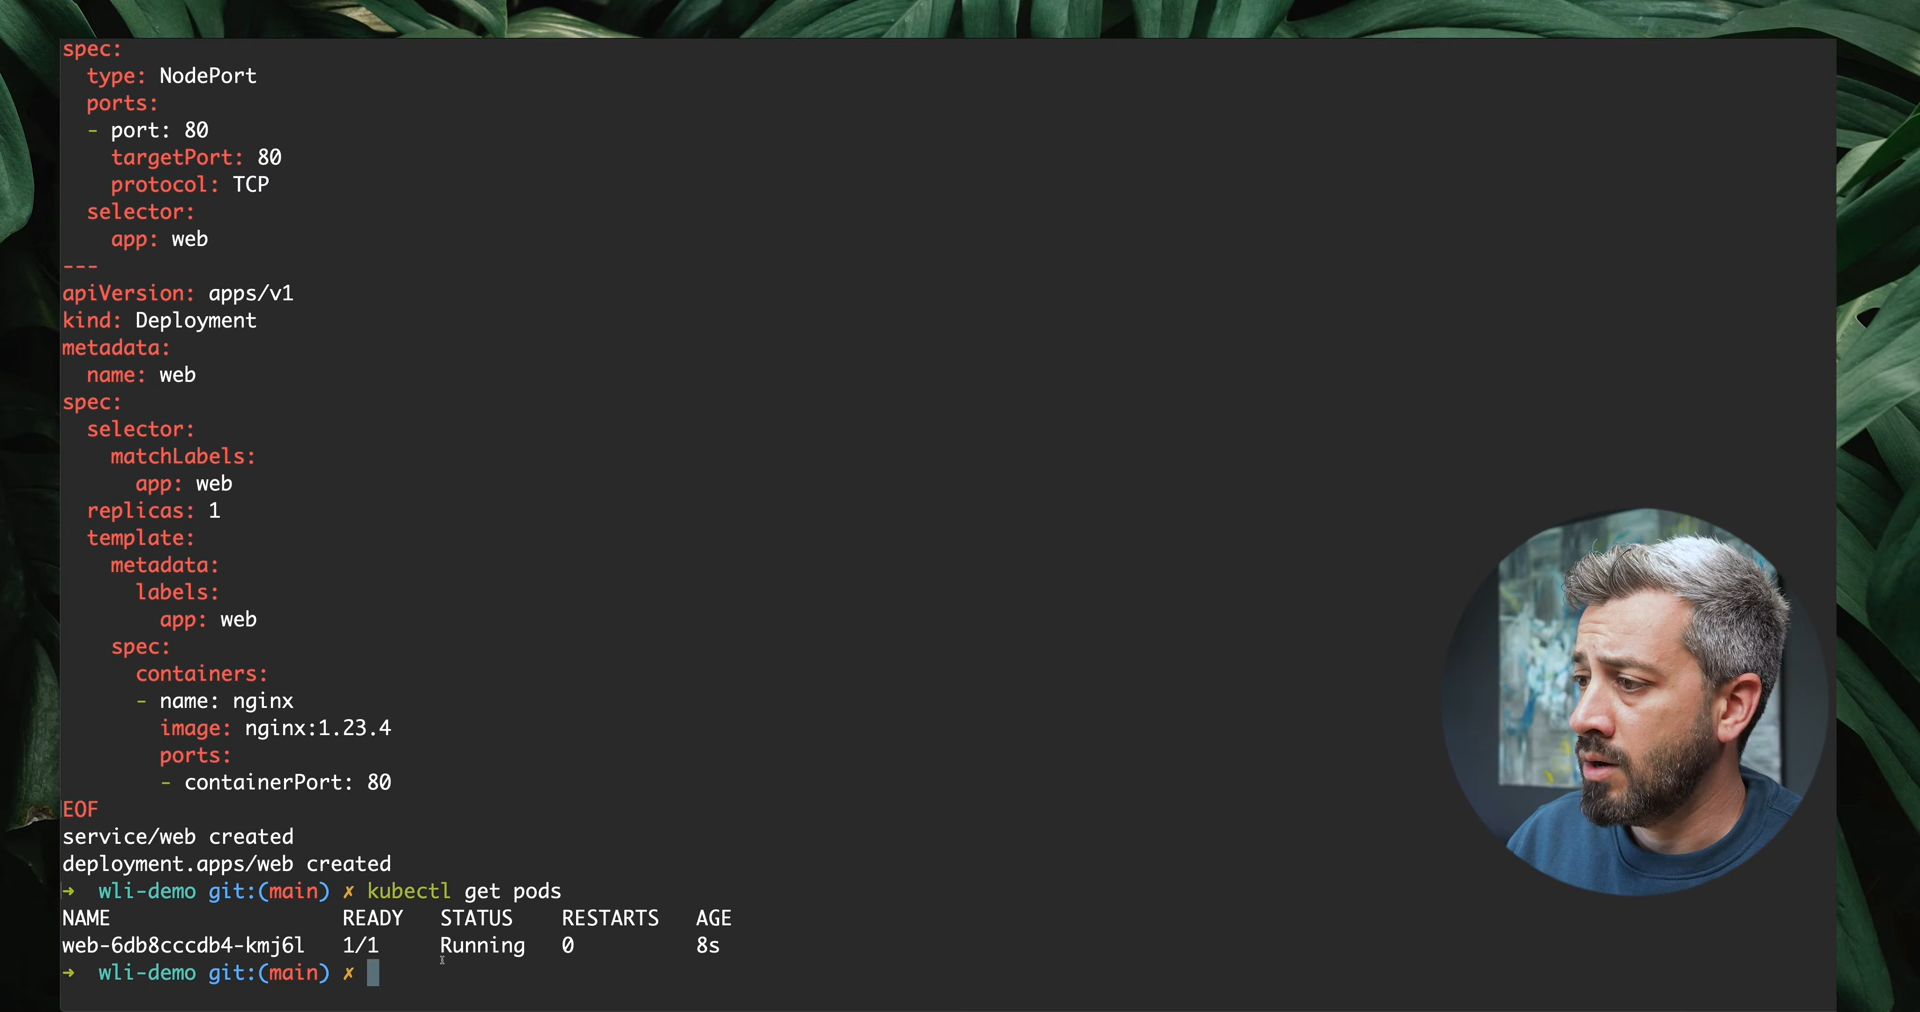 spec:
  type: NodePort
  ports:
  - port: 80
    targetPort: 80
    protocol: TCP
  selector:
    app: web
---
apiVersion: apps/v1
kind: Deployment
metadata:
  name: web
spec:
  selector:
    matchLabels:
      app: web
  replicas: 1
  template:
    metadata:
      labels:
        app: web
    spec:
      containers:
      - name: nginx
        image: nginx:1.23.4
        ports:
        - containerPort: 80
EOF
service/web created
deployment.apps/web created
➜  wli-demo git:(main) ✗ kubectl get pods
NAME                   READY   STATUS    RESTARTS   AGE
web-6db8cccdb4-kmj6l   1/1     Running   0          8s
➜  wli-demo git:(main) ✗